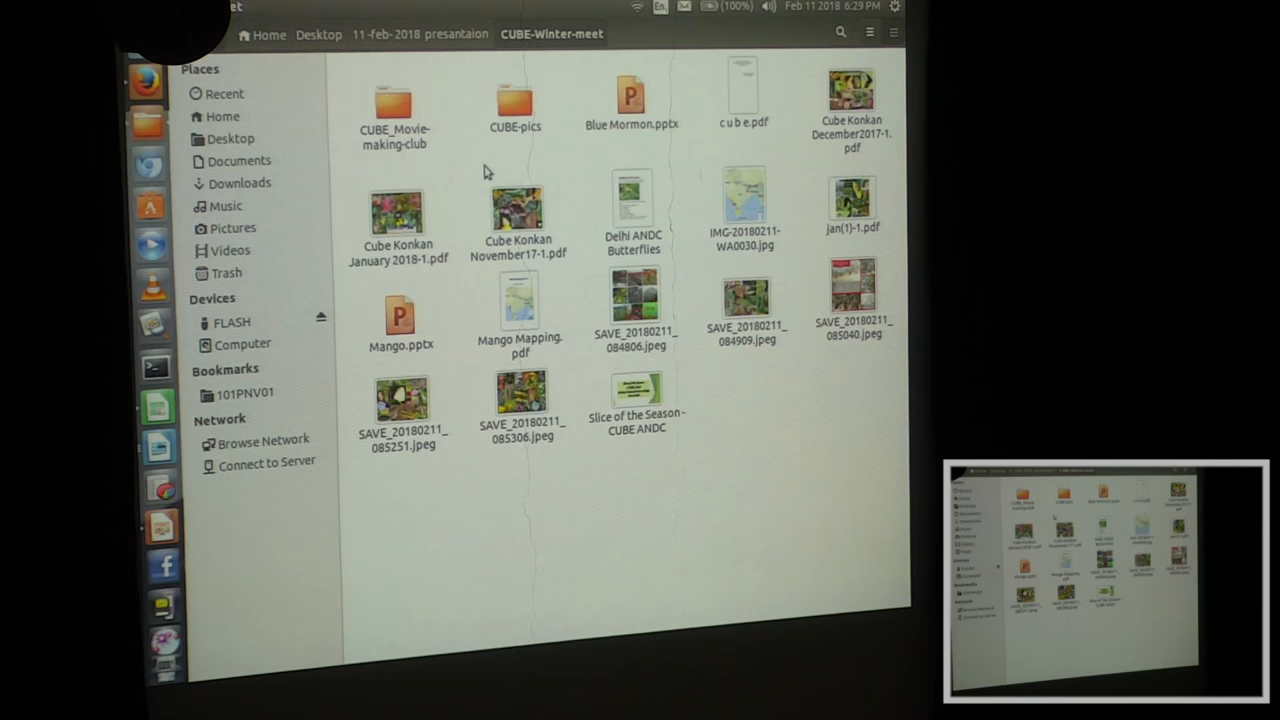 eet
En
(100%)
Feb 11 2018 6:29 PM
Home
Desktop
11-feb-2018 presantaion
CUBE-Winter-meet
Places
Recent
Home
Desktop
Documents
Downloads
Music
Pictures
Videos
Trash
Devices
FLASH
Computer
Bookmarks
101PNV01
Network
Browse Network
Connect to Server
CUBE_Movie-
making-club
CUBE-pics
Blue Mormon.pptx
c u b e.pdf
Cube Konkan
December2017-1.
pdf
Cube Konkan
January 2018-1.pdf
Cube Konkan
November17-1.pdf
Delhi ANDC
Butterflies
IMG-20180211-
WA0030.jpg
jan(1)-1.pdf
Mango.pptx
Mango Mapping.
pdf
SAVE_20180211_
084806.jpeg
SAVE_20180211_
084909.jpeg
SAVE_20180211_
085040.jpeg
SAVE_20180211_
085251.jpeg
SAVE_20180211_
085306.jpeg
Slice of the Season -
CUBE ANDC